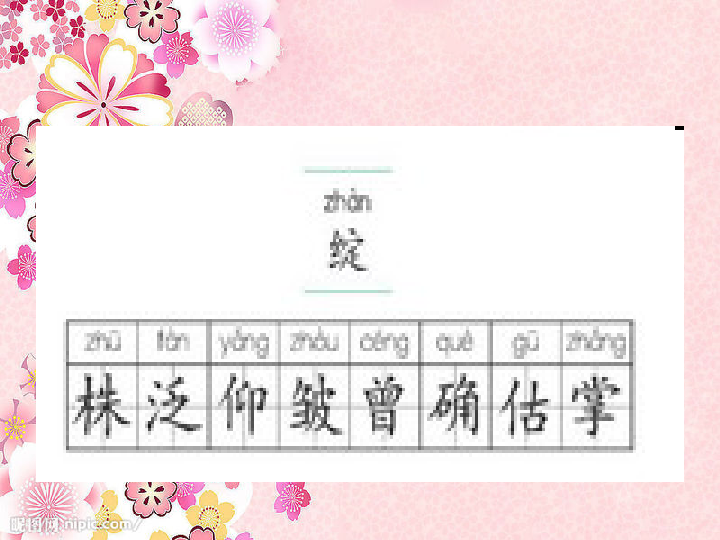 zhàn
绽
zhū fàn yǎng zhòu céng què gū zhǎng
株 泛 仰 皱 曾 确 估 掌
昵图网 nipic.com/